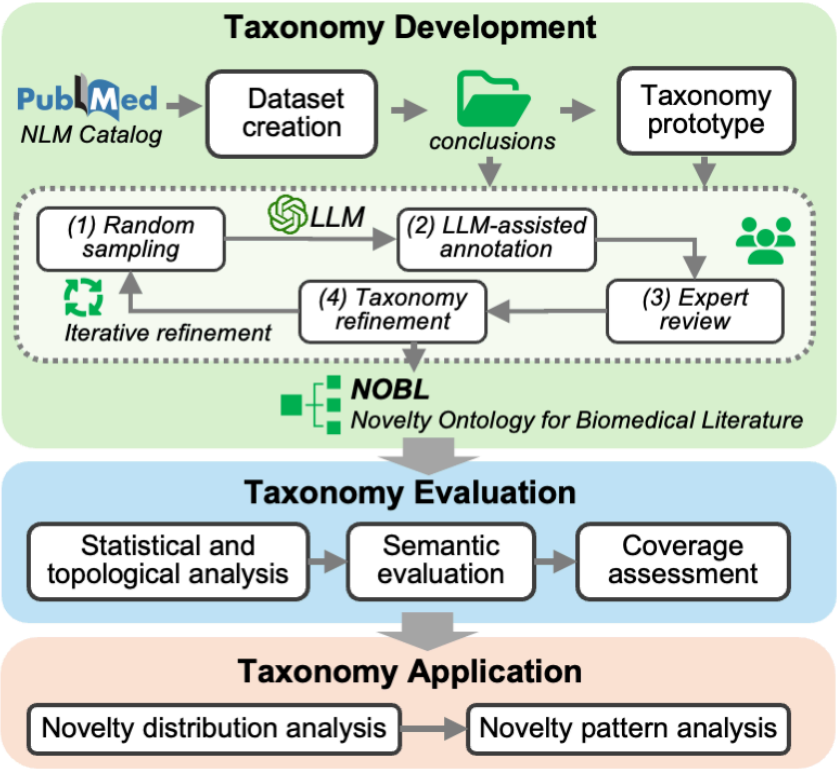 Taxonomy Development
PubMed
NLM Catalog
Dataset
creation
conclusions
Taxonomy
prototype
(1) Random
sampling
LLM
(2) LLM-assisted
annotation
(3) Expert
review
(4) Taxonomy
refinement
Iterative refinement
NOBL
Novelty Ontology for Biomedical Literature
Taxonomy Evaluation
Statistical and
topological analysis
Semantic
evaluation
Coverage
assessment
Taxonomy Application
Novelty distribution analysis
Novelty pattern analysis